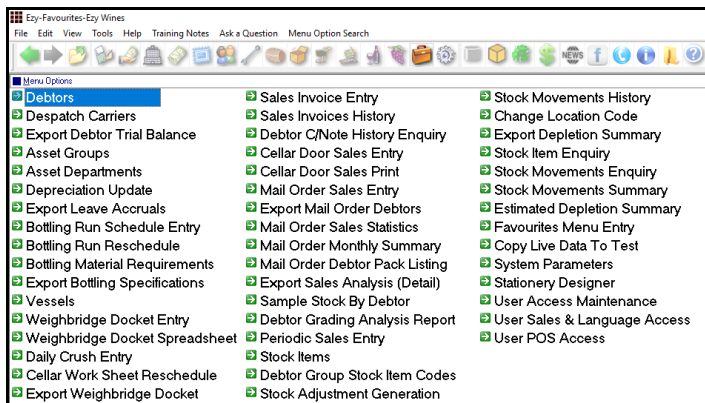 Ezy-Favourites-Ezy Wines
File Edit View Tools Help Training Notes Ask a Question Menu Option Search
NEWS
Menu Options
Debtors
Despatch Carriers
Export Debtor Trial Balance
Asset Groups
Asset Departments
Depreciation Update
Export Leave Accruals
Bottling Run Schedule Entry
Bottling Run Reschedule
Bottling Material Requirements
Export Bottling Specifications
Vessels
Weighbridge Docket Entry
Weighbridge Docket Spreadsheet
Daily Crush Entry
Cellar Work Sheet Reschedule
Export Weighbridge Docket
Sales Invoice Entry
Sales Invoices History
Debtor C/Note History Enquiry
Cellar Door Sales Entry
Cellar Door Sales Print
Mail Order Sales Entry
Export Mail Order Debtors
Mail Order Sales Statistics
Mail Order Monthly Summary
Mail Order Debtor Pack Listing
Export Sales Analysis (Detail)
Sample Stock By Debtor
Debtor Grading Analysis Report
Periodic Sales Entry
Stock Items
Debtor Group Stock Item Codes
Stock Adjustment Generation
Stock Movements History
Change Location Code
Export Depletion Summary
Stock Item Enquiry
Stock Movements Enquiry
Stock Movements Summary
Estimated Depletion Summary
Favourites Menu Entry
Copy Live Data To Test
System Parameters
Stationery Designer
User Access Maintenance
User Sales & Language Access
User POS Access